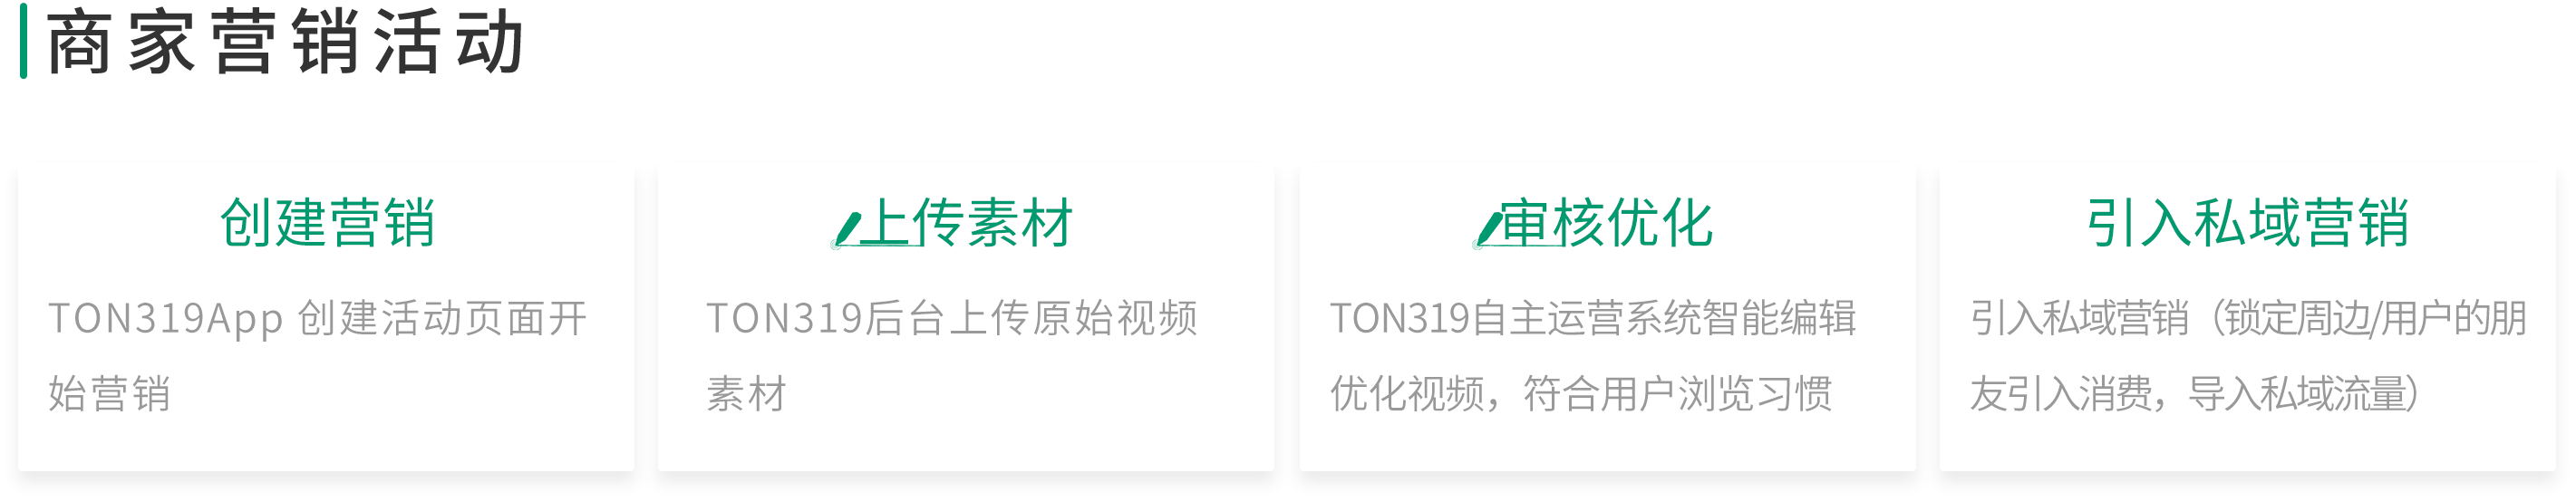 商家营销活动
创建营销
TON319App 创建活动页面开
始营销
上传素材
TON319后台上传原始视频
素材
审核优化
TON319自主运营系统智能编辑
优化视频，符合用户浏览习惯
引入私域营销
引入私域营销（锁定周边/用户的朋
友引入消费，导入私域流量）